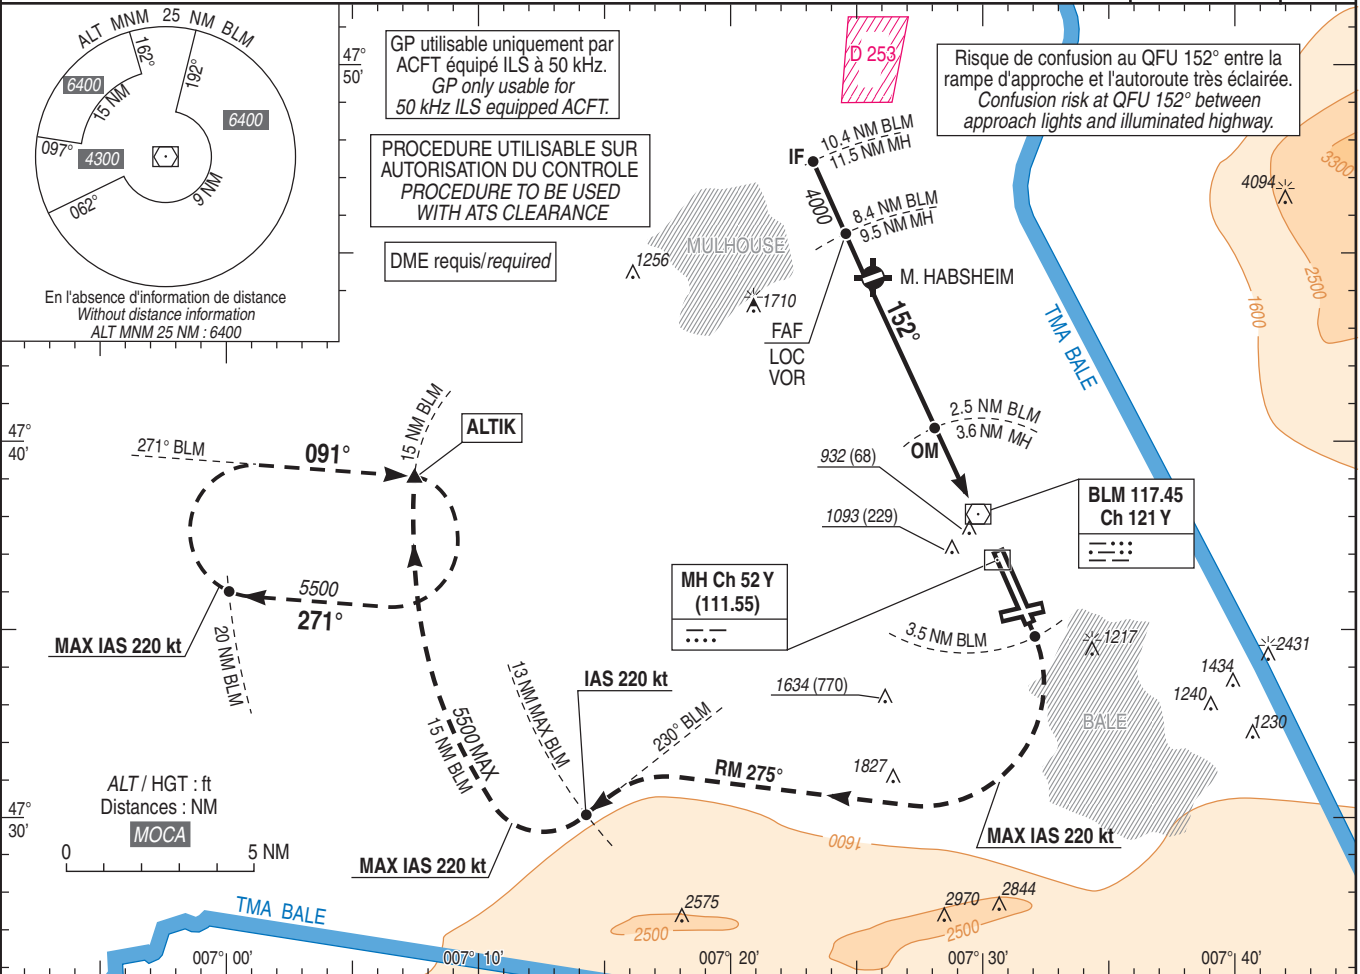 ALT MNM 25 NM BLM
162°
192°
6400
15 NM
6400
097°
4300
9 NM
062°
En l'absence d'information de distance
Without distance information
ALT MNM 25 NM : 6400
47°
50'
GP utilisable uniquement par
ACFT équipé ILS à 50 kHz.
GP only usable for
50 kHz ILS equipped ACFT.
PROCEDURE UTILISABLE SUR
AUTORISATION DU CONTROLE
PROCEDURE TO BE USED
WITH ATS CLEARANCE
DME requis/required
D 253
Risque de confusion au QFU 152° entre la
rampe d'approche et l'autoroute très éclairée.
Confusion risk at QFU 152° between
approach lights and illuminated highway.
IF
10.4 NM BLM
11.5 NM MH
4000
8.4 NM BLM
9.5 NM MH
3300
4094
2500
1600
MULHOUSE
1256
1710
M. HABSHEIM
152°
FAF
LOC
VOR
TMA BALE
47°
40'
271° BLM
091°
15 NM BLM
ALTIK
2.5 NM BLM
3.6 NM MH
OM
932 (68)
1093 (229)
BLM 117.45
Ch 121 Y
MH Ch 52 Y
(111.55)
5500
271°
MAX IAS 220 kt
20 NM BLM
3.5 NM BLM
1217
2431
1434
1240
1230
BALE
IAS 220 kt
13 NM MAX BLM
1634 (770)
230° BLM
5500 MAX
15 NM BLM
RM 275°
1827
ALT / HGT : ft
Distances : NM
MOCA
0 5 NM
47°
30'
MAX IAS 220 kt
MAX IAS 220 kt
1600
2575
2500
2970
2844
2500
TMA BALE
007° 00'
007° 10'
007° 20'
007° 30'
007° 40'